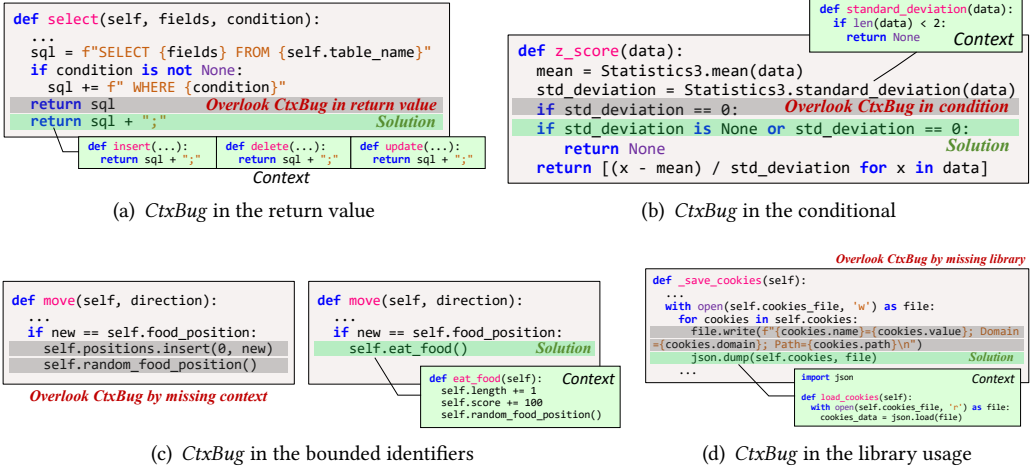 def select(self, fields, condition):
...
sql = f"SELECT {fields} FROM {self.table_name}"
if condition is not None:
sql += f" WHERE {condition}"
return sql Overlook CtxBug in return value
return sql + ";" Solution
def insert(...):
return sql + ";"
def delete(...):
return sql + ";"
def update(...):
return sql + ";"
Context
(a) CtxBug in the return value
def standard_deviation(data):
if len(data) < 2:
return None
Context
def z_score(data):
mean = Statistics3.mean(data)
std_deviation = Statistics3.standard_deviation(data)
if std_deviation == 0: Overlook CtxBug in condition
if std_deviation is None or std_deviation == 0:
Solution
return None
return [(x - mean) / std_deviation for x in data]
(b) CtxBug in the conditional
def move(self, direction):
...
if new == self.food_position:
self.positions.insert(0, new)
self.random_food_position()
Overlook CtxBug by missing context
def move(self, direction):
...
if new == self.food_position:
self.eat_food() Solution
def eat_food(self): Context
self.length += 1
self.score += 100
self.random_food_position()
(c) CtxBug in the bounded identifiers
Overlook CtxBug by missing library
def _save_cookies(self):
...
with open(self.cookies_file, 'w') as file:
for cookies in self.cookies:
file.write(f"{cookies.name}={cookies.value}; Domain
={cookies.domain}; Path={cookies.path}\n")
json.dump(self.cookies, file) Solution
...
import json Context
def load_cookies(self):
with open(self.cookies_file, 'r') as file:
cookies_data = json.load(file)
(d) CtxBug in the library usage